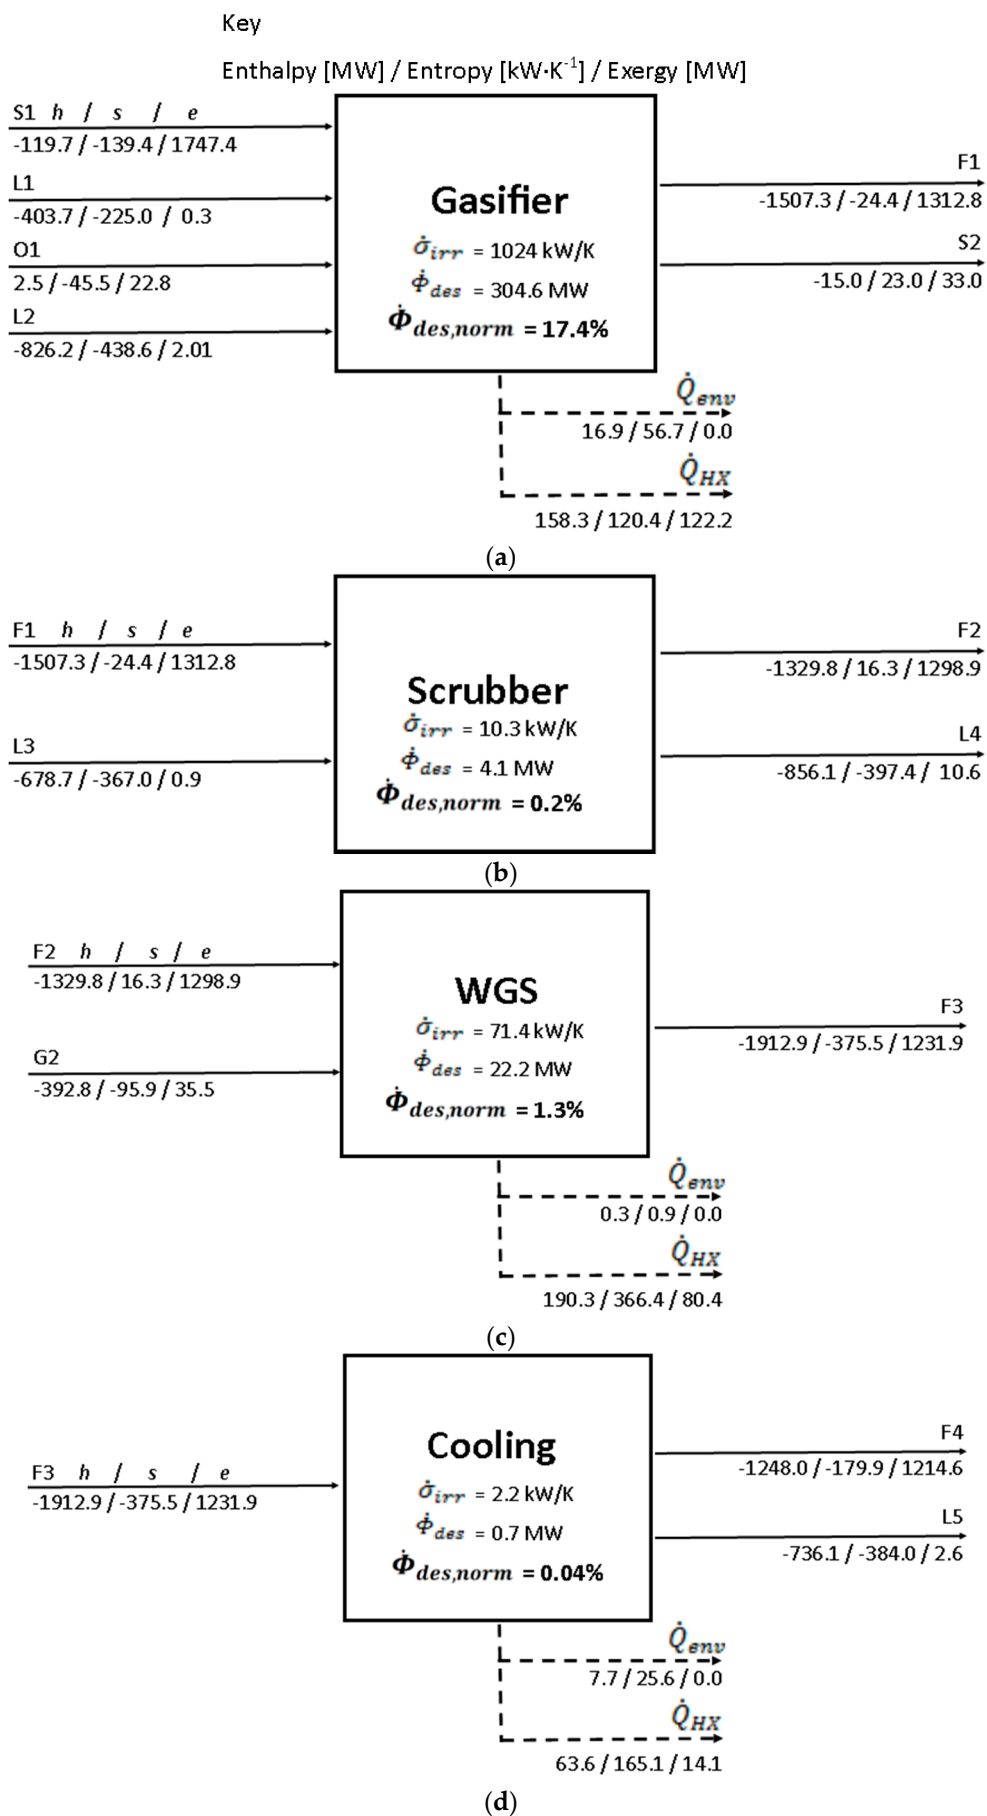 Key
Enthalpy [MW] / Entropy [kW·K⁻¹] / Exergy [MW]
S1 h / s / e
-119.7 / -139.4 / 1747.4
L1
-403.7 / -225.0 / 0.3
O1
2.5 / -45.5 / 22.8
L2
-826.2 / -438.6 / 2.01
Gasifier
σ̇irr = 1024 kW/K
Φ̇des = 304.6 MW
Φ̇des,norm = 17.4%
F1
-1507.3 / -24.4 / 1312.8
S2
-15.0 / 23.0 / 33.0
Q̇env
16.9 / 56.7 / 0.0
Q̇HX
158.3 / 120.4 / 122.2
(a)
F1 h / s / e
-1507.3 / -24.4 / 1312.8
L3
-678.7 / -367.0 / 0.9
Scrubber
σ̇irr = 10.3 kW/K
Φ̇des = 4.1 MW
Φ̇des,norm = 0.2%
F2
-1329.8 / 16.3 / 1298.9
L4
-856.1 / -397.4 / 10.6
(b)
F2 h / s / e
-1329.8 / 16.3 / 1298.9
G2
-392.8 / -95.9 / 35.5
WGS
σ̇irr = 71.4 kW/K
Φ̇des = 22.2 MW
Φ̇des,norm = 1.3%
F3
-1912.9 / -375.5 / 1231.9
Q̇env
0.3 / 0.9 / 0.0
Q̇HX
190.3 / 366.4 / 80.4
(c)
F3 h / s / e
-1912.9 / -375.5 / 1231.9
Cooling
σ̇irr = 2.2 kW/K
Φ̇des = 0.7 MW
Φ̇des,norm = 0.04%
F4
-1248.0 / -179.9 / 1214.6
L5
-736.1 / -384.0 / 2.6
Q̇env
7.7 / 25.6 / 0.0
Q̇HX
63.6 / 165.1 / 14.1
(d)